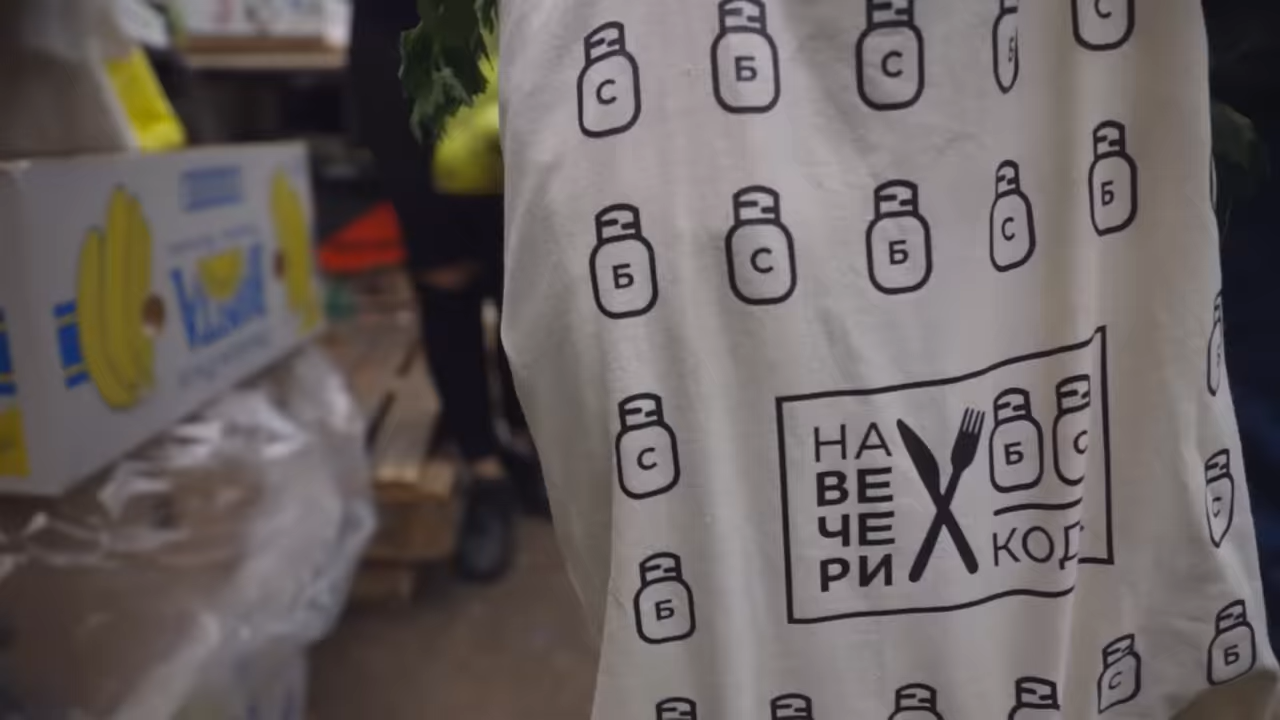 С Б С Б С
Б С Б С Б
НА
ВЕ
ЧЕ
РИ
Б С
КОД
С
С
Б
С Б